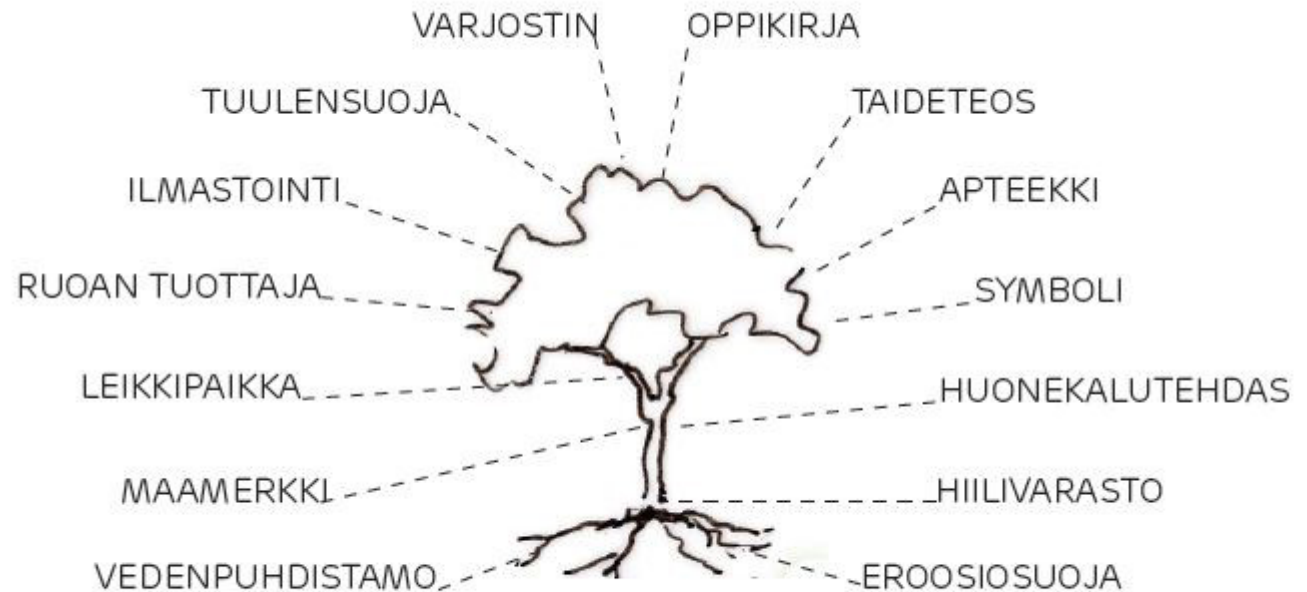 VARJOSTIN OPPIKIRJA
TUULENSUOJA TAIDETEOS
ILMASTOINTI APTEEKKI
RUOAN TUOTTAJA SYMBOLI
LEIKKIPAIKKA HUONEKALUTEHDAS
MAAMERKKI HIILIVARASTO
VEDENPUHDISTAMO EROOSIOSUOJA